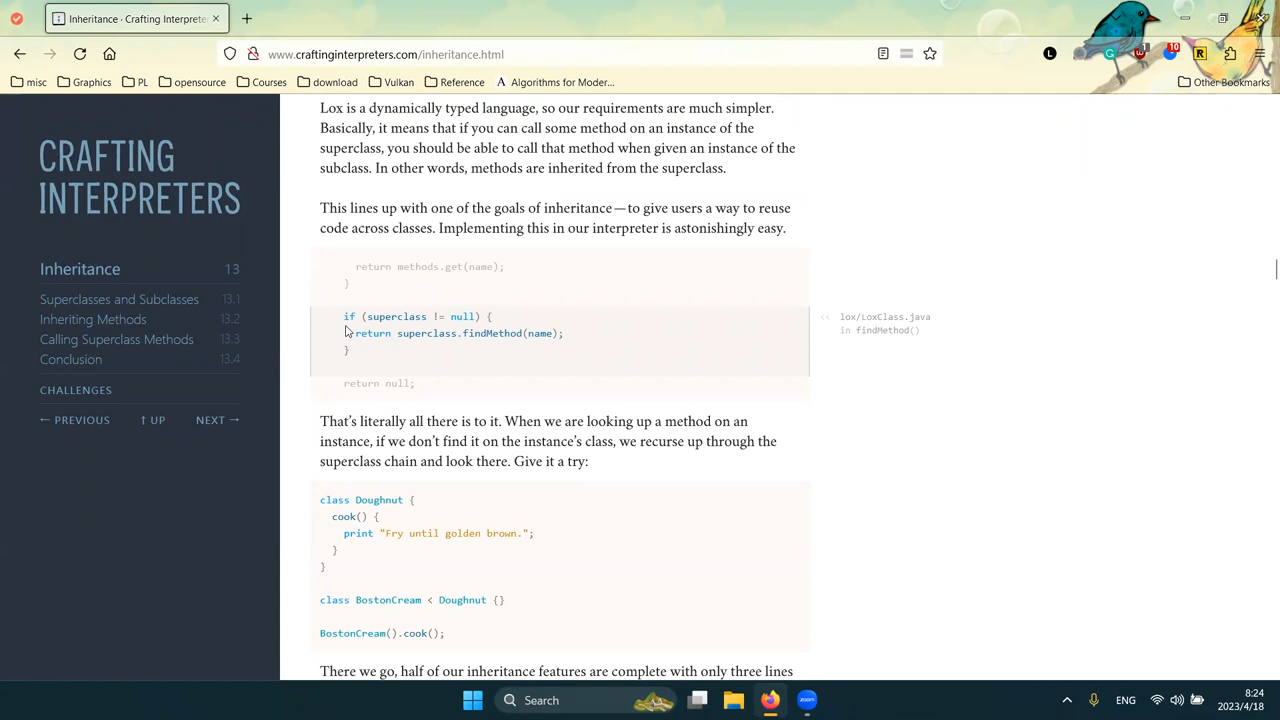 Inheritance · Crafting Interprete
www.craftinginterpreters.com/inheritance.html
L
G
1
10
R
misc
Graphics
PL
opensource
Courses
download
Vulkan
Reference
A Algorithms for Moder...
Other Bookmarks
CRAFTING
INTERPRETERS
Inheritance 13
Superclasses and Subclasses 13.1
Inheriting Methods 13.2
Calling Superclass Methods 13.3
Conclusion 13.4
CHALLENGES
← PREVIOUS ↑ UP NEXT →
Lox is a dynamically typed language, so our requirements are much simpler.
Basically, it means that if you can call some method on an instance of the
superclass, you should be able to call that method when given an instance of the
subclass. In other words, methods are inherited from the superclass.
This lines up with one of the goals of inheritance—to give users a way to reuse
code across classes. Implementing this in our interpreter is astonishingly easy.
return methods.get(name);
}
if (superclass != null) {
return superclass.findMethod(name);
}
return null;
<< lox/LoxClass.java
in findMethod()
That’s literally all there is to it. When we are looking up a method on an
instance, if we don’t find it on the instance’s class, we recurse up through the
superclass chain and look there. Give it a try:
class Doughnut {
cook() {
print "Fry until golden brown.";
}
}
class BostonCream < Doughnut {}
BostonCream().cook();
There we go, half of our inheritance features are complete with only three lines
Search
zoom
ENG
8:24
2023/4/18